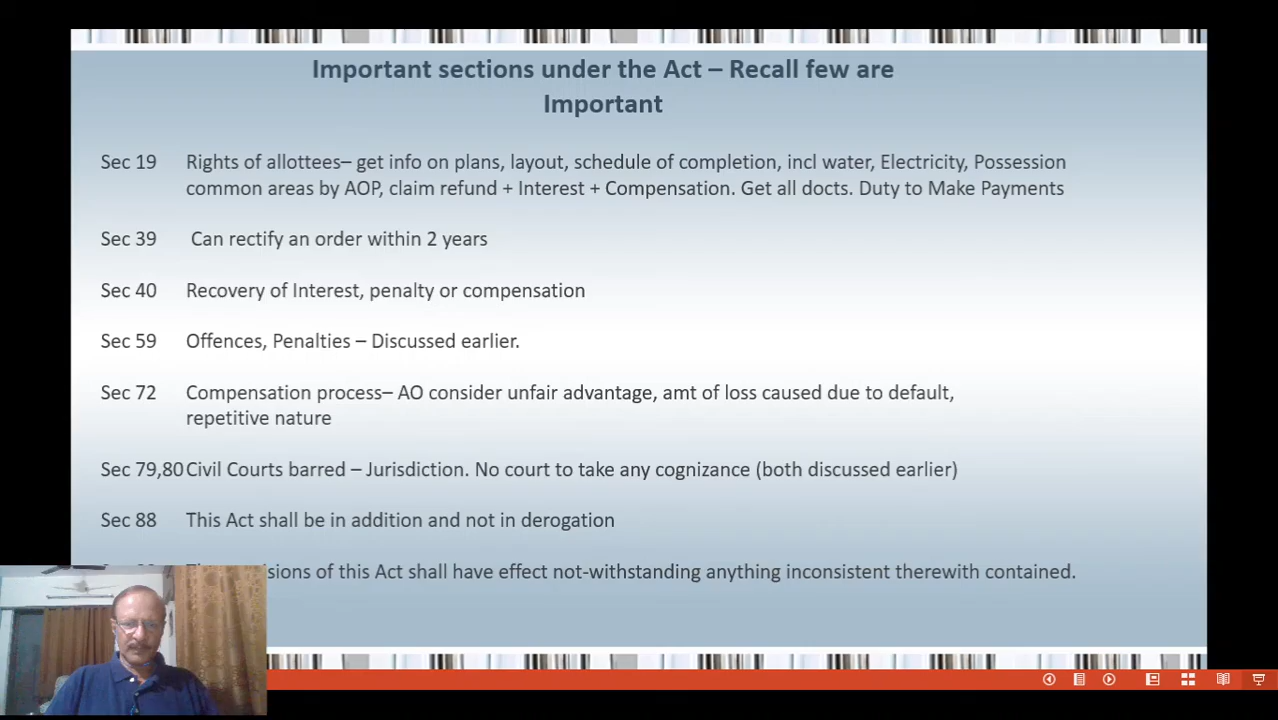 Important sections under the Act – Recall few are
Important
Sec 19 Rights of allottees– get info on plans, layout, schedule of completion, incl water, Electricity, Possession
common areas by AOP, claim refund + Interest + Compensation. Get all docts. Duty to Make Payments
Sec 39 Can rectify an order within 2 years
Sec 40 Recovery of Interest, penalty or compensation
Sec 59 Offences, Penalties – Discussed earlier.
Sec 72 Compensation process– AO consider unfair advantage, amt of loss caused due to default,
repetitive nature
Sec 79,80 Civil Courts barred – Jurisdiction. No court to take any cognizance (both discussed earlier)
Sec 88 This Act shall be in addition and not in derogation
of this Act shall have effect not-withstanding anything inconsistent therewith contained.